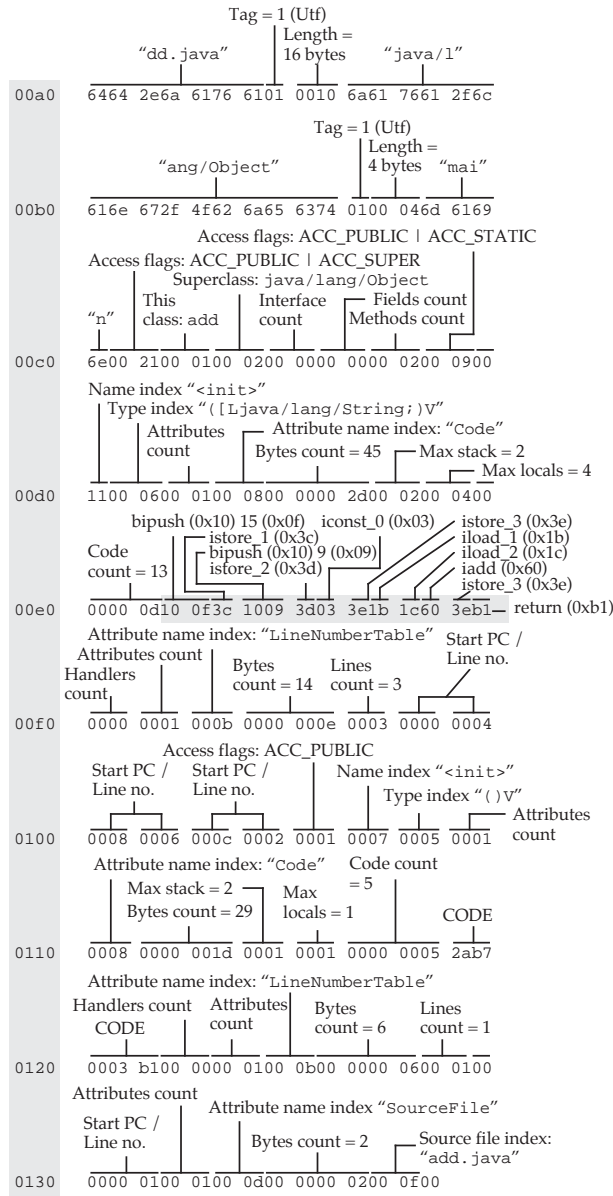 Tag = 1 (Utf)
Length =
16 bytes
“dd.java”
“java/l”
00a0 6464 2e6a 6176 6101 0010 6a61 7661 2f6c
Tag = 1 (Utf)
Length =
4 bytes
“ang/Object”
“mai”
00b0 616e 672f 4f62 6a65 6374 0100 046d 6169
Access flags: ACC_PUBLIC | ACC_STATIC
Access flags: ACC_PUBLIC | ACC_SUPER
Superclass: java/lang/Object
“n”
This
class: add
Interface
count
Fields count
Methods count
00c0 6e00 2100 0100 0200 0000 0000 0200 0900
Name index “<init>”
Type index “([Ljava/lang/String;)V”
Attributes
count
Attribute name index: “Code”
Bytes count = 45
Max stack = 2
Max locals = 4
00d0 1100 0600 0100 0800 0000 2d00 0200 0400
bipush (0x10) 15 (0x0f)
istore_1 (0x3c)
bipush (0x10) 9 (0x09)
istore_2 (0x3d)
iconst_0 (0x03)
istore_3 (0x3e)
iload_1 (0x1b)
iload_2 (0x1c)
iadd (0x60)
istore_3 (0x3e)
Code
count = 13
00e0 0000 0d10 0f3c 1009 3d03 3e1b 1c60 3eb1 return (0xb1)
Attribute name index: “LineNumberTable”
Attributes count
Handlers
count
Bytes
count = 14
Lines
count = 3
Start PC /
Line no.
00f0 0000 0001 000b 0000 000e 0003 0000 0004
Access flags: ACC_PUBLIC
Start PC /
Line no.
Start PC /
Line no.
Name index “<init>”
Type index “()V”
Attributes
count
0100 0008 0006 000c 0002 0001 0007 0005 0001
Attribute name index: “Code”
Max stack = 2
Bytes count = 29
Max
locals = 1
Code count
= 5
CODE
0110 0008 0000 001d 0001 0001 0000 0005 2ab7
Attribute name index: “LineNumberTable”
Handlers count
CODE
Attributes
count
Bytes
count = 6
Lines
count = 1
0120 0003 b100 0000 0100 0b00 0000 0600 0100
Attributes count
Start PC /
Line no.
Attribute name index “SourceFile”
Bytes count = 2
Source file index:
“add.java”
0130 0000 0100 0100 0d00 0000 0200 0f00